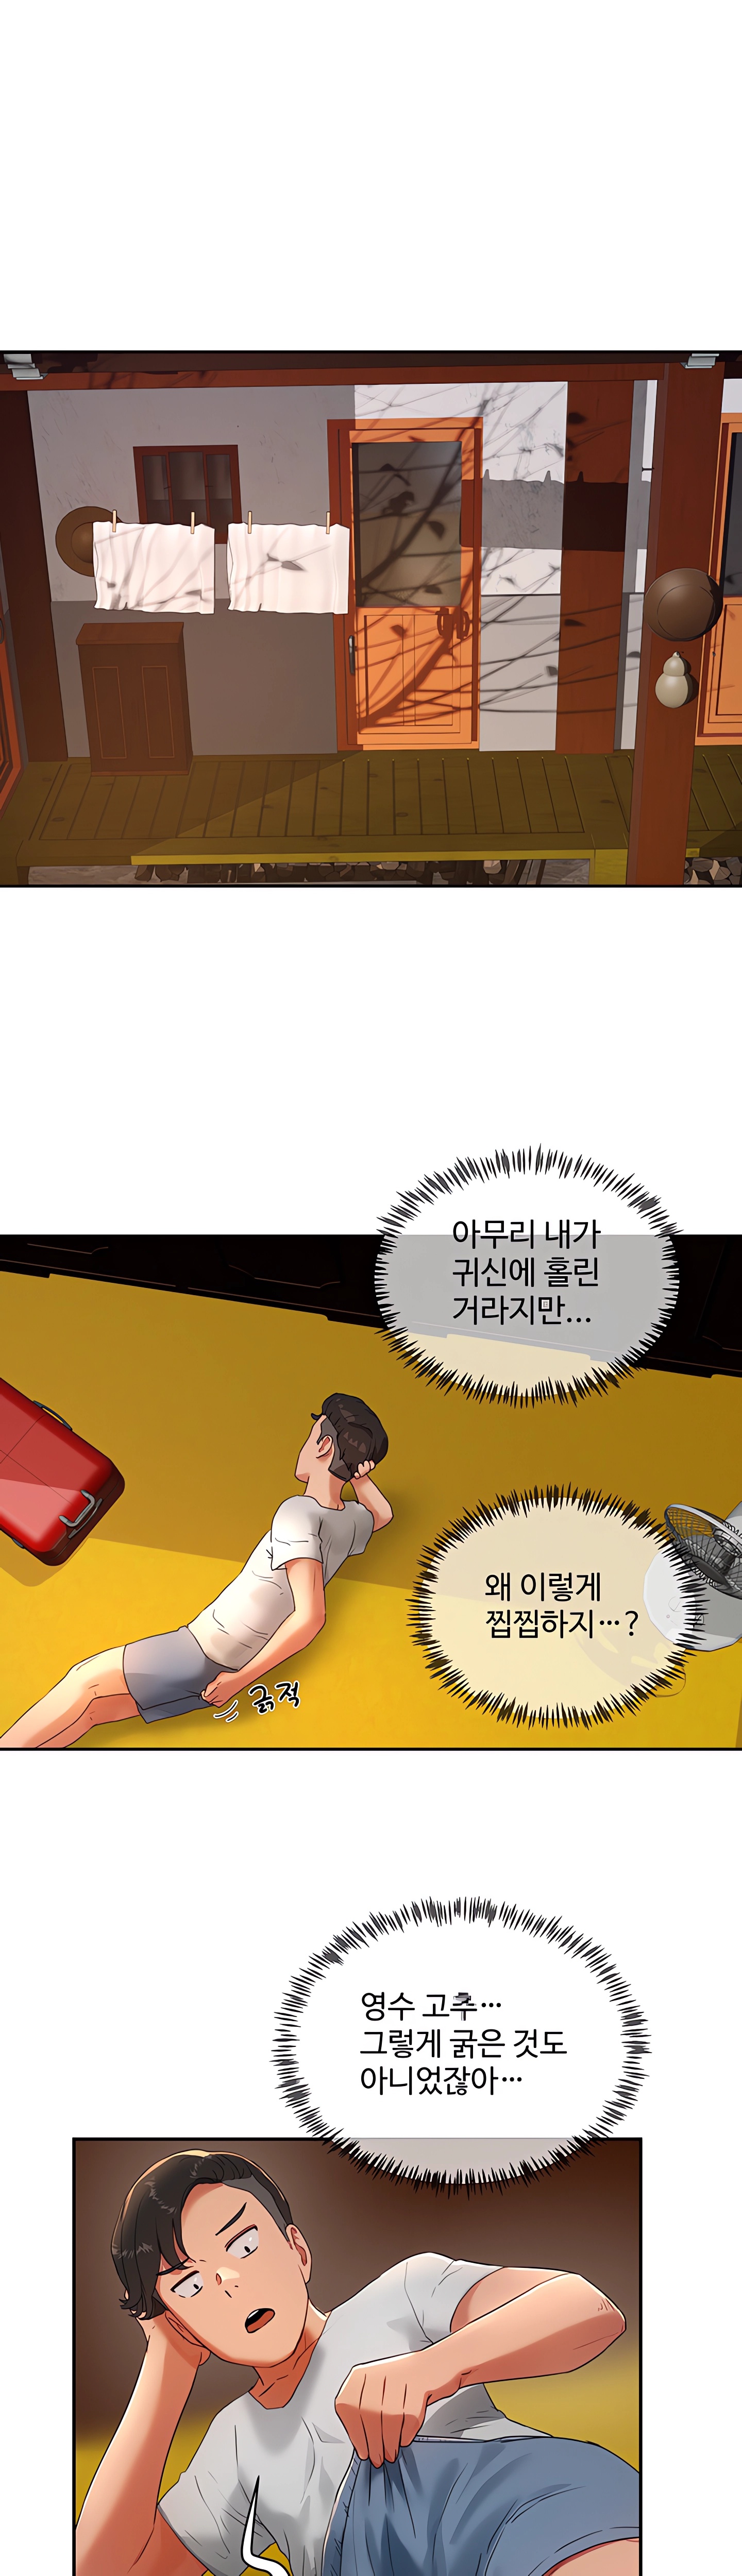 아무리 내가
귀신에 홀린
거라지만...
왜 이렇게
찝찝하지…?
긁적
영수 고추…
그렇게 굵은 것도
아니었잖아…